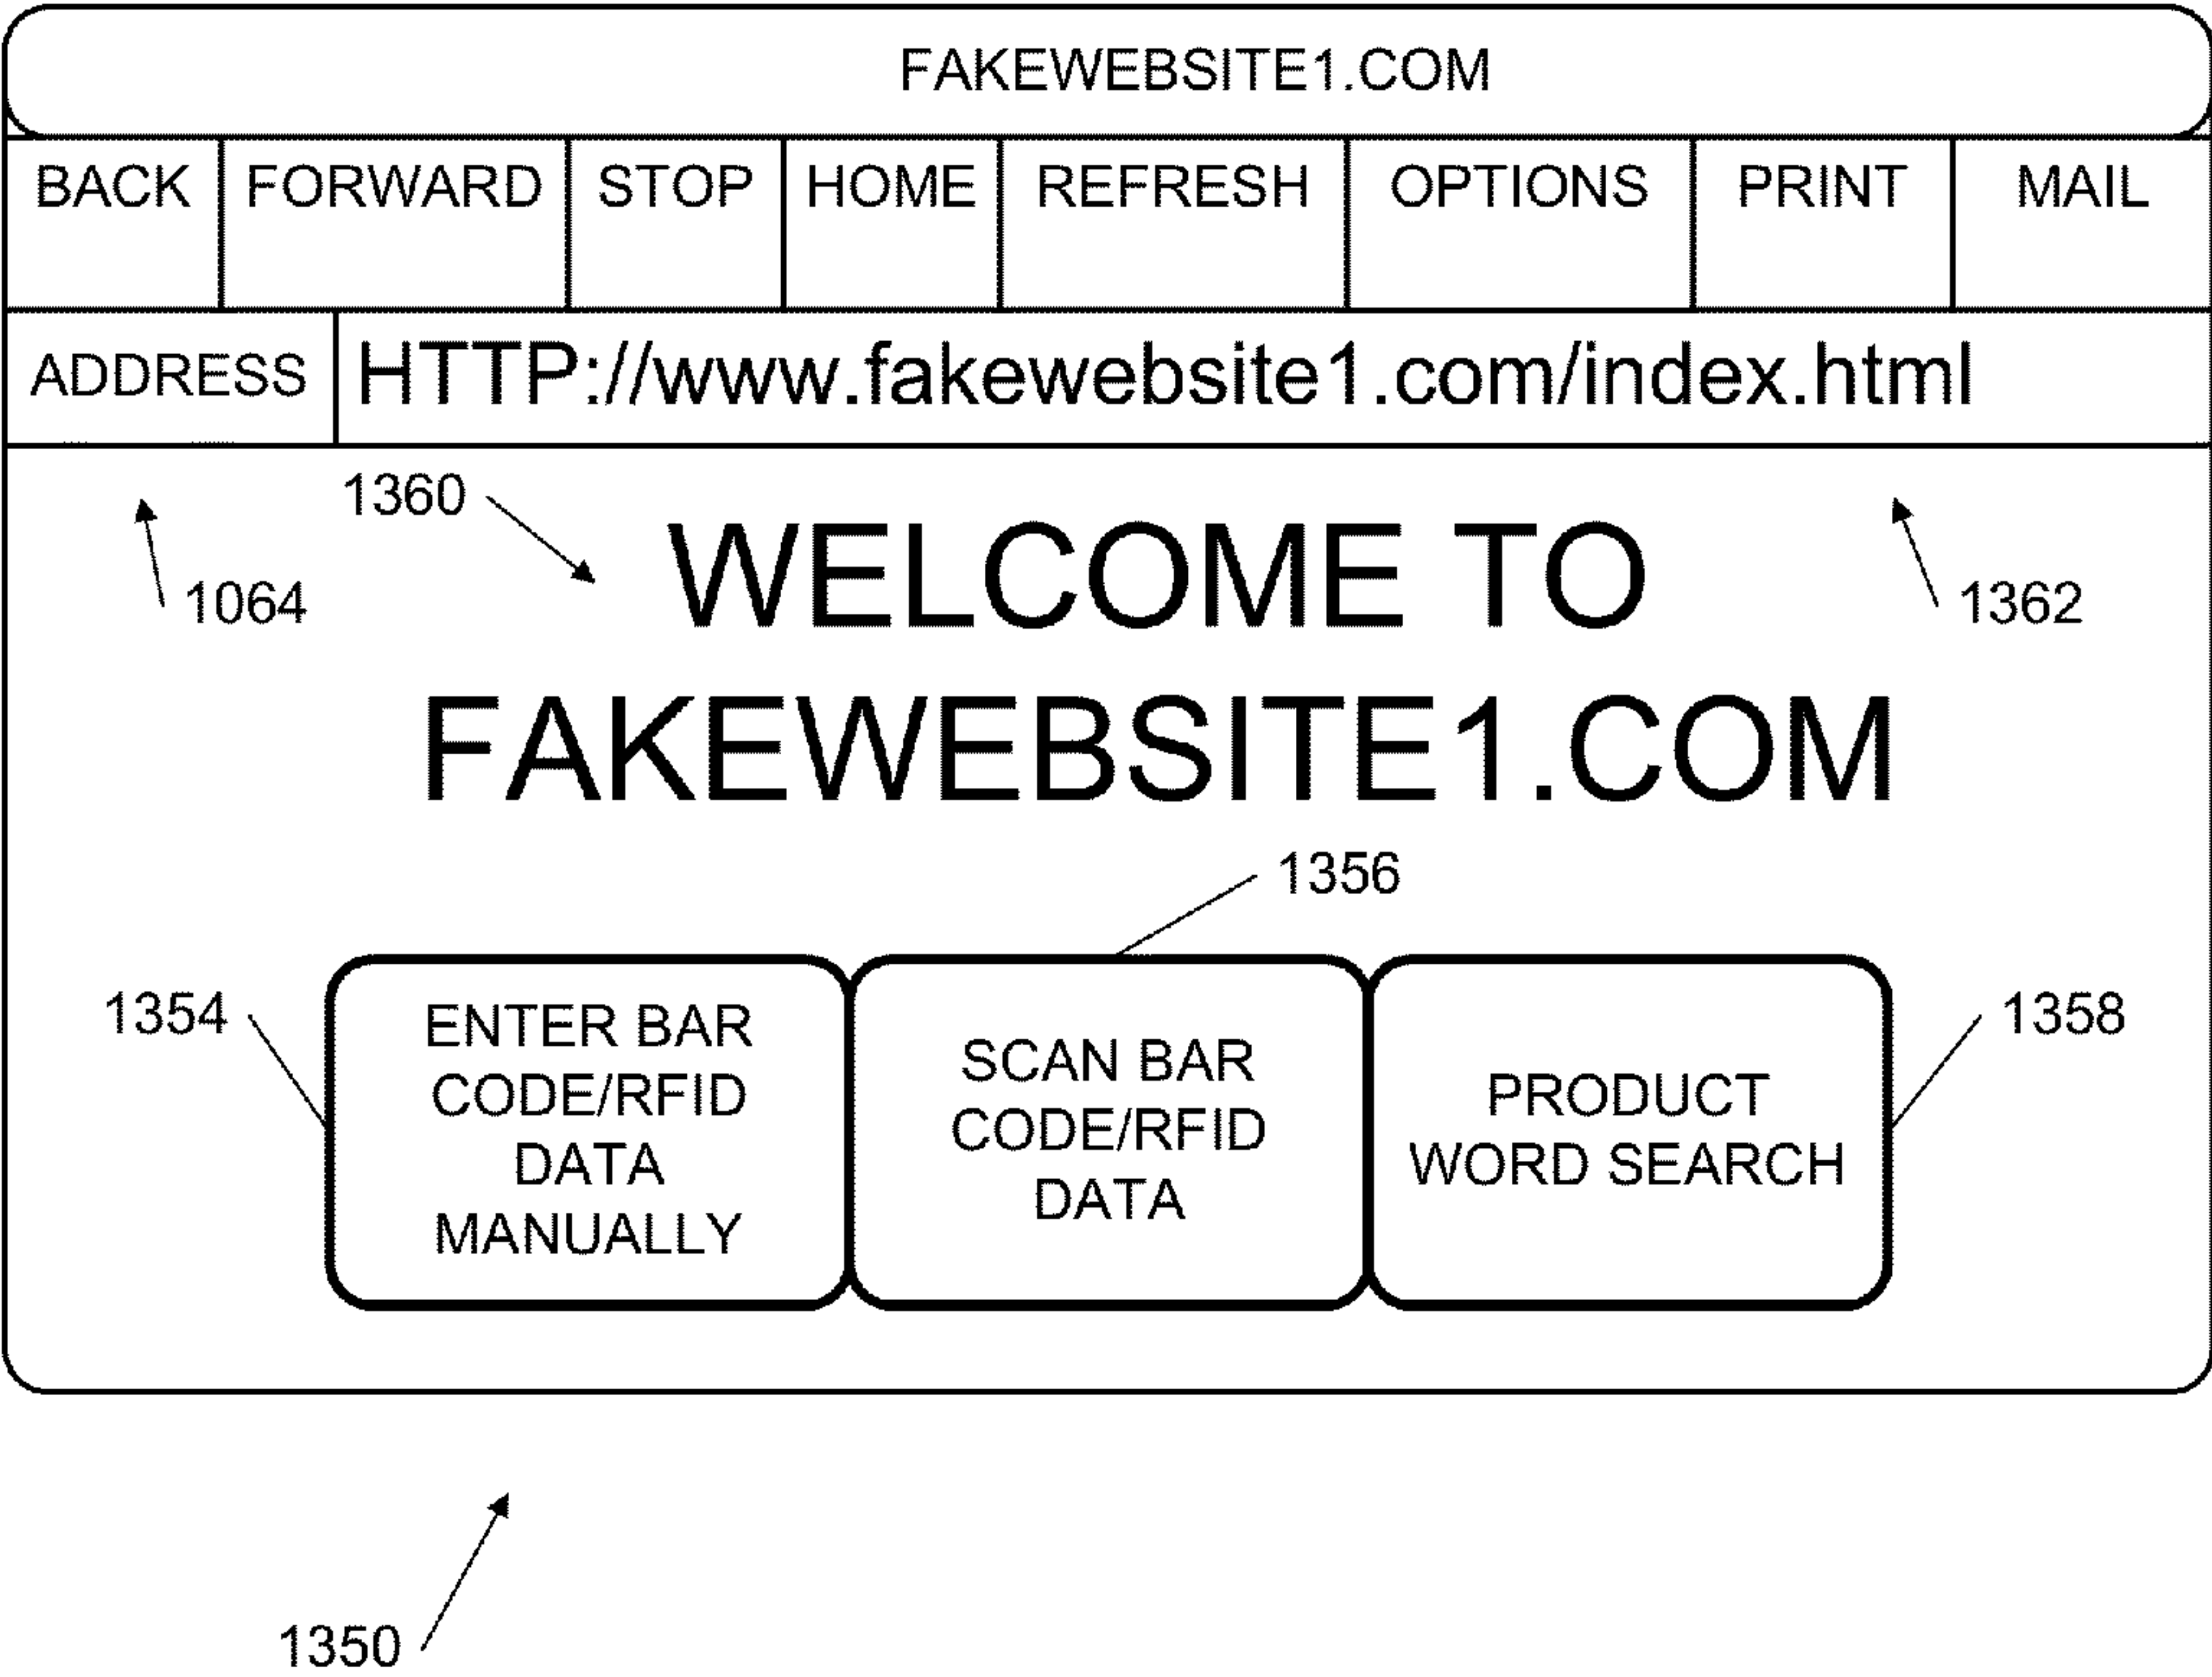 FAKEWEBSITE1.COM
BACK FORWARD STOP HOME REFRESH OPTIONS PRINT MAIL
ADDRESS HTTP://www.fakewebsite1.com/index.html
1360
WELCOME TO
1064
1362
FAKEWEBSITE1.COM
1356
1354
ENTER BAR
CODE/RFID
DATA
MANUALLY
SCAN BAR
CODE/RFID
DATA
PRODUCT
WORD SEARCH
1358
1350